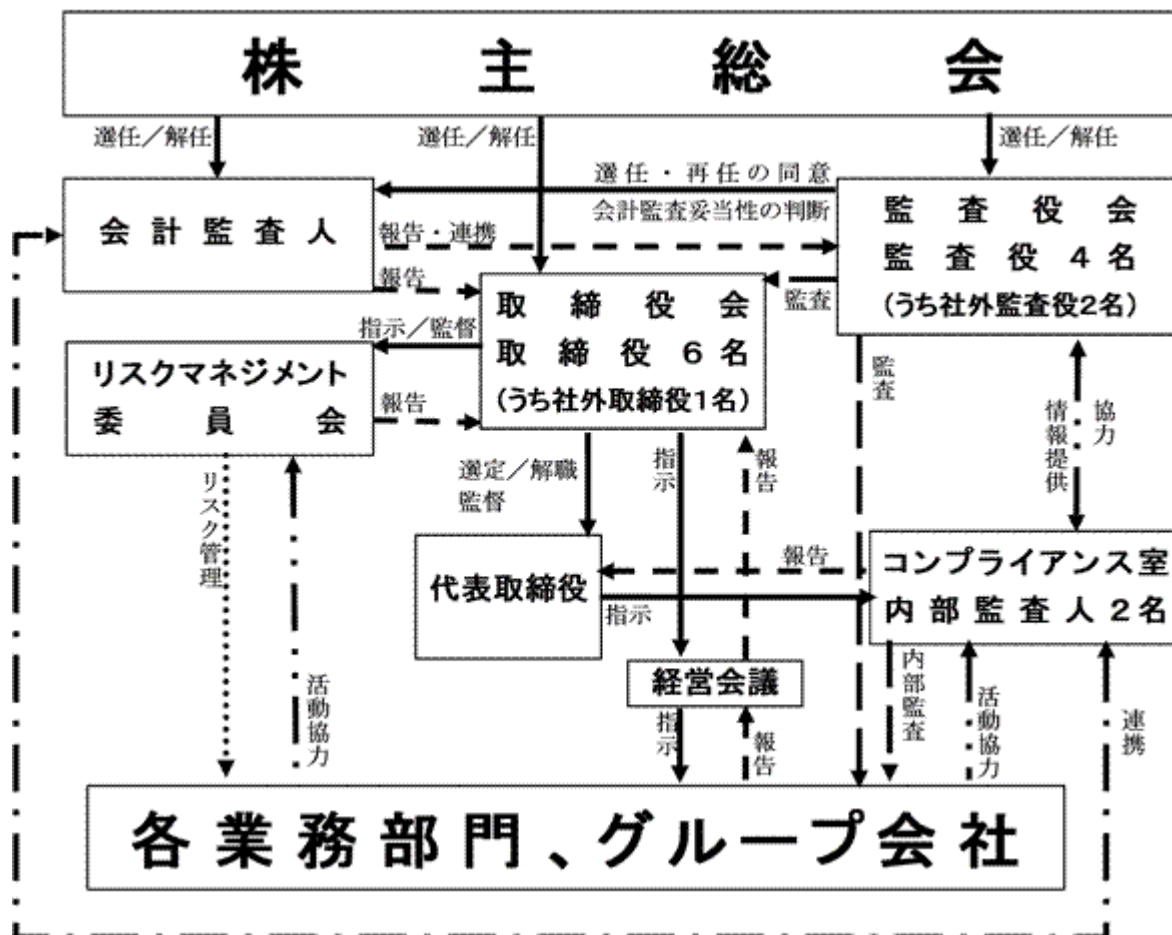 株主総会
選任／解任
選任／解任
選任／解任
会計監査人
選任・再任の同意
会計監査妥当性の判断
監査役会
監査役4名
(うち社外監査役2名)
報告・連携
報告
監査
取締役会
取締役6名
(うち社外取締役1名)
指示／監督
リスクマネジメント
委員会
報告
監査
協力
情報提供
選定／解職
監督
指示
報告
リスク管理
代表取締役
報告
指示
コンプライアンス室
内部監査人2名
経営会議
活動協力
指示
報告
内部監査
活動協力
連携
各業務部門、グループ会社